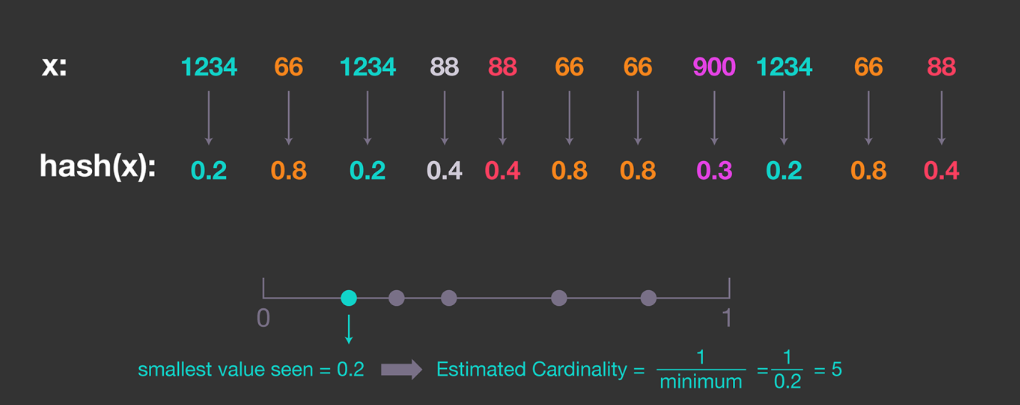 x: 1234 66 1234 88 88 66 66 900 1234 66 88
hash(x): 0.2 0.8 0.2 0.4 0.4 0.8 0.8 0.3 0.2 0.8 0.4
0 1
smallest value seen = 0.2 Estimated Cardinality = 1 / minimum = 1 / 0.2 = 5